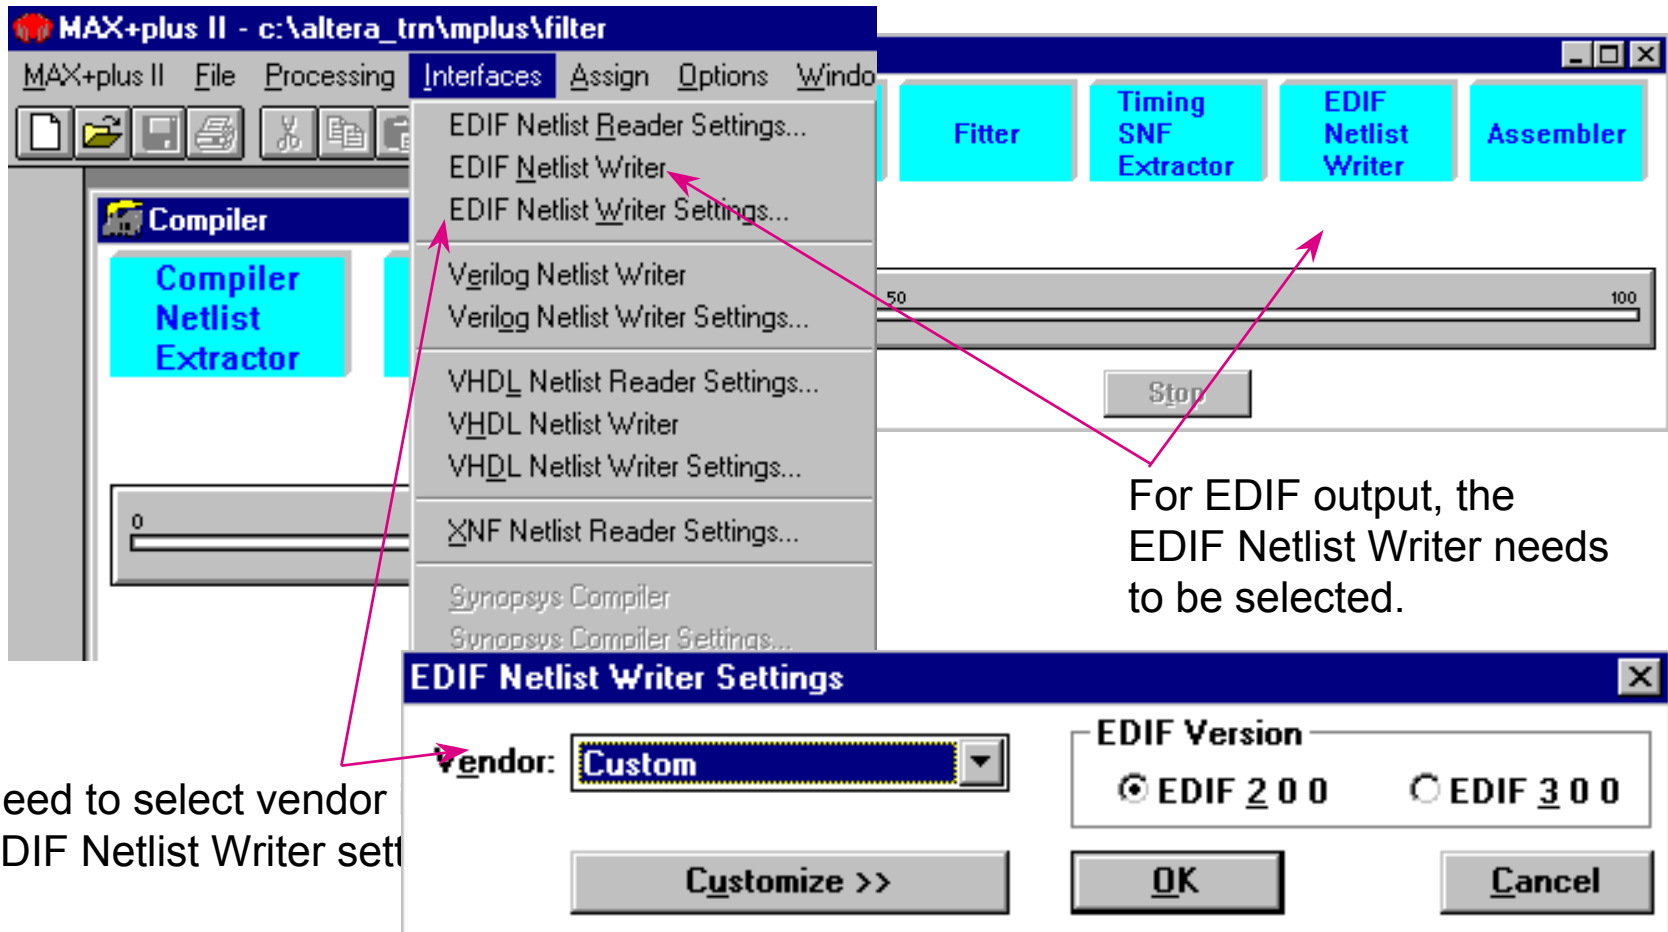 MAX+plus II - c:\altera_trn\mplus\filter
MAX+plus II File Processing Interfaces Assign Options Windo
EDIF Netlist Reader Settings...
EDIF Netlist Writer
EDIF Netlist Writer Settings...
Verilog Netlist Writer
Verilog Netlist Writer Settings...
VHDL Netlist Reader Settings...
VHDL Netlist Writer
VHDL Netlist Writer Settings...
XNF Netlist Reader Settings...
Synopsys Compiler
Synopsys Compiler Settings...
Compiler
Compiler
Netlist
Extractor
0
Fitter
Timing
SNF
Extractor
EDIF
Netlist
Writer
Assembler
50
100
Stop
For EDIF output, the
EDIF Netlist Writer needs
to be selected.
eed to select vendor
DIF Netlist Writer sett
EDIF Netlist Writer Settings
Vendor: Custom
EDIF Version
EDIF 2 0 0 EDIF 3 0 0
Customize >> OK Cancel